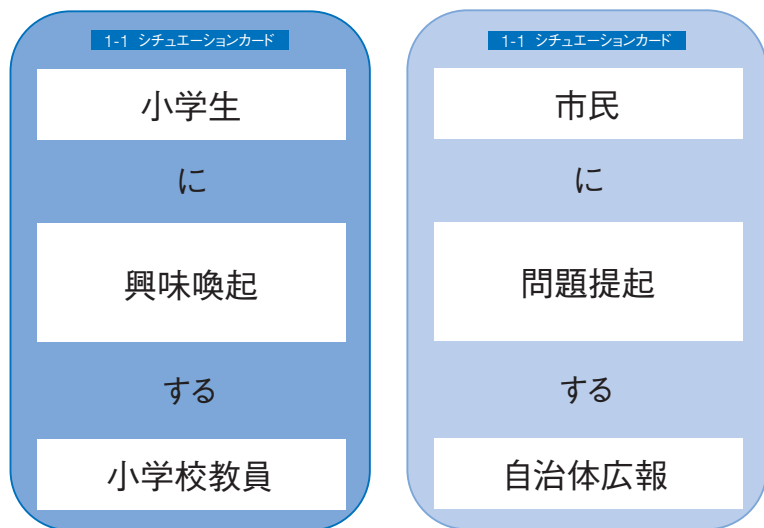 1-1 シチュエーションカード
小学生
に
興味喚起
する
小学校教員
1-1 シチュエーションカード
市民
に
問題提起
する
自治体広報